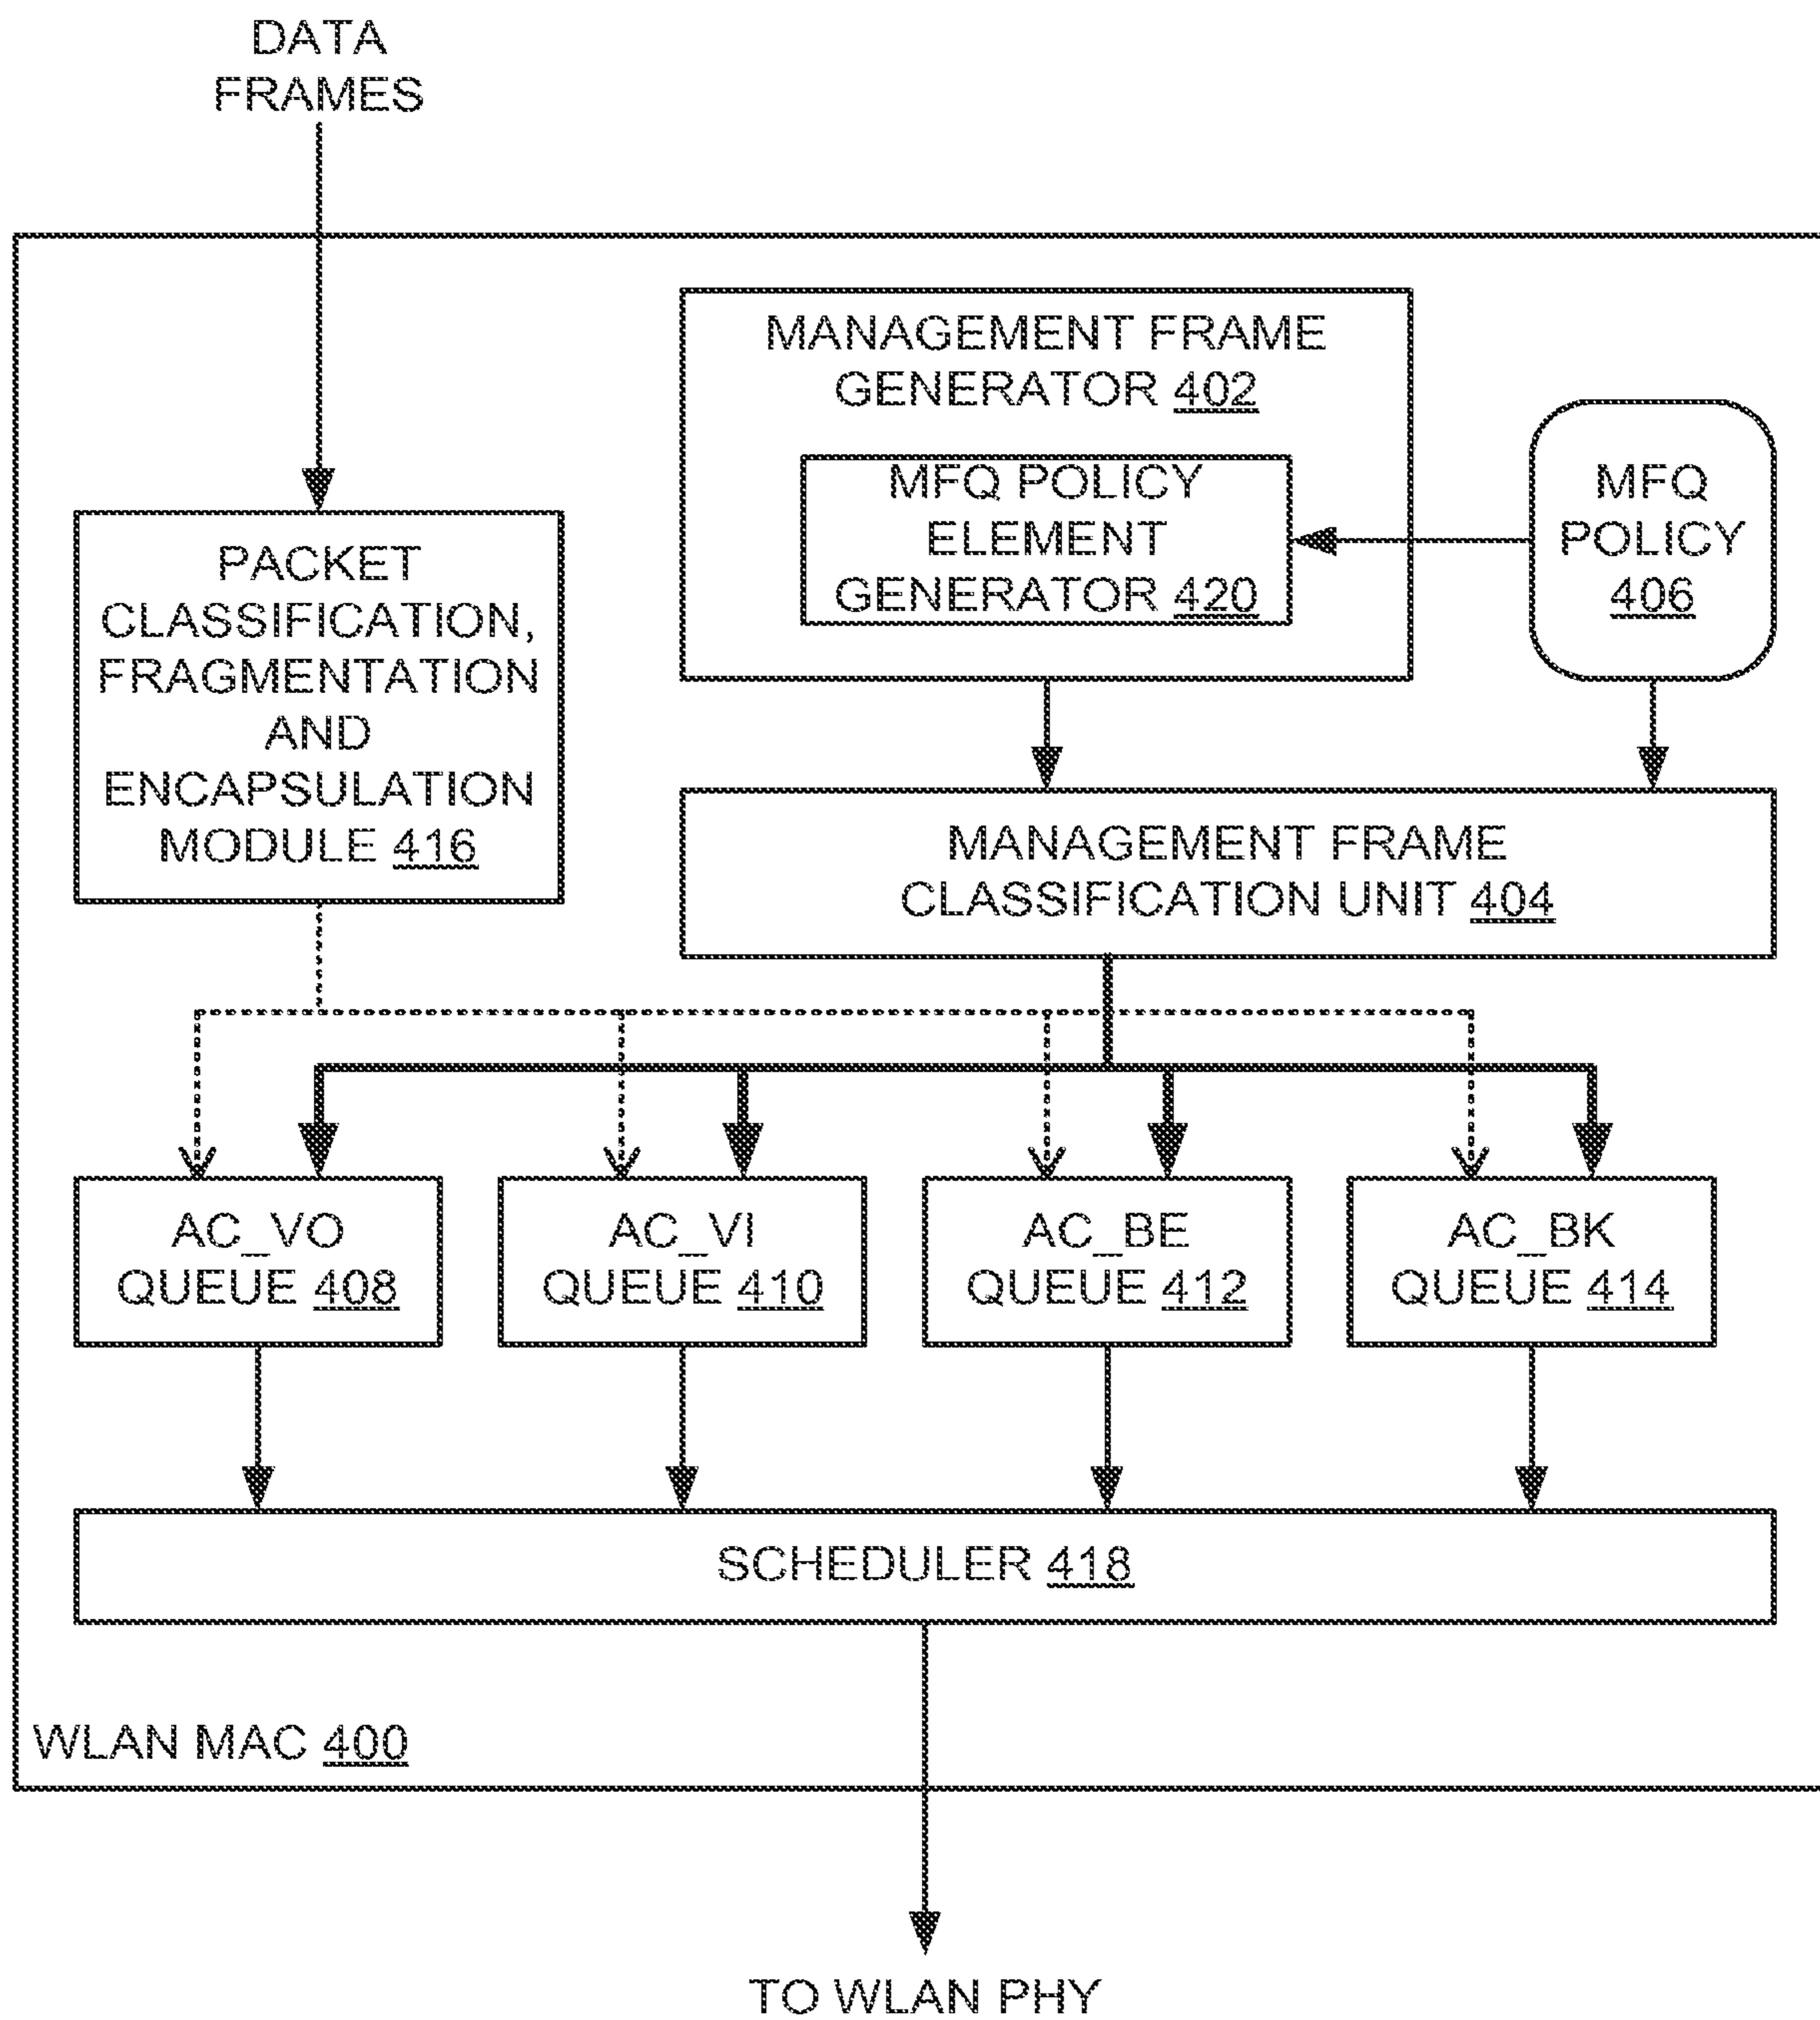 DATA
FRAMES
MANAGEMENT FRAME
GENERATOR 402
MFQ POLICY
ELEMENT
GENERATOR 420
MFQ
POLICY
406
PACKET
CLASSIFICATION,
FRAGMENTATION
AND
ENCAPSULATION
MODULE 416
MANAGEMENT FRAME
CLASSIFICATION UNIT 404
AC_VO
QUEUE 408
AC_VI
QUEUE 410
AC_BE
QUEUE 412
AC_BK
QUEUE 414
SCHEDULER 418
WLAN MAC 400
TO WLAN PHY